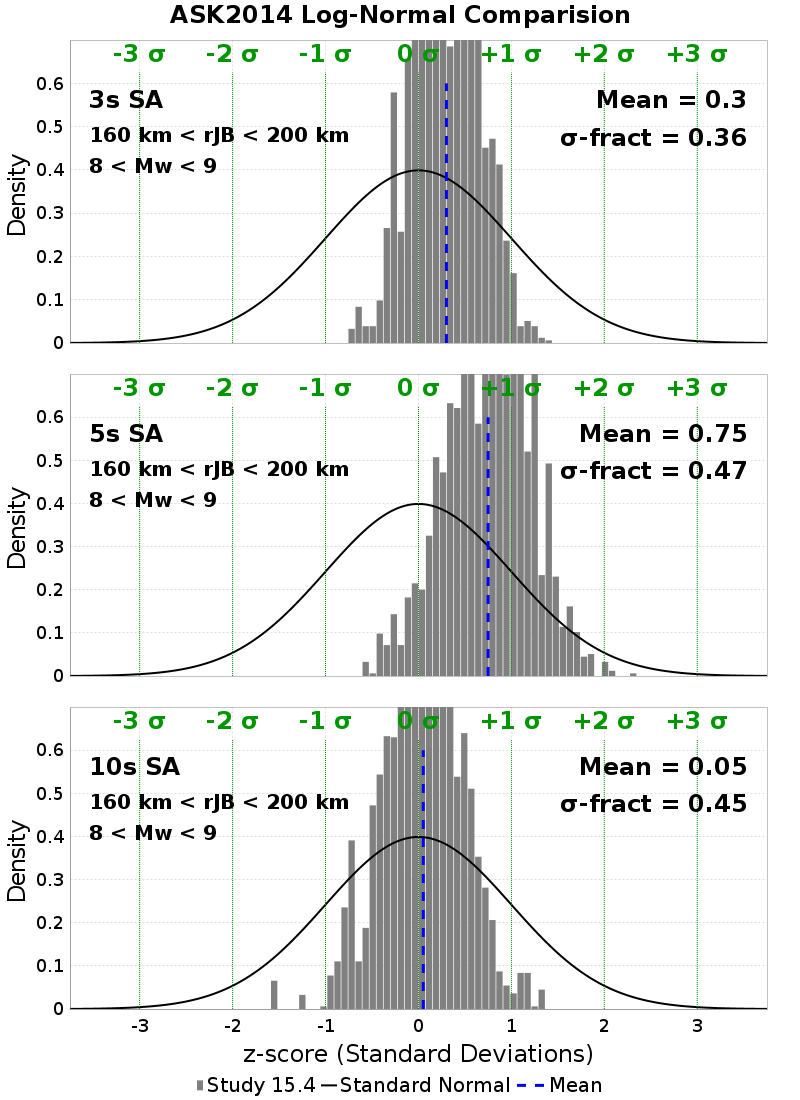 ASK2014 Log-Normal Comparision
-3 σ -2 σ -1 σ 0 σ +1 σ +2 σ +3 σ
3s SA
160 km < rJB < 200 km
8 < Mw < 9
Mean = 0.3
σ-fract = 0.36
Density
0.6
0.5
0.4
0.3
0.2
0.1
0
-3 σ -2 σ -1 σ 0 σ +1 σ +2 σ +3 σ
5s SA
160 km < rJB < 200 km
8 < Mw < 9
Mean = 0.75
σ-fract = 0.47
Density
0.6
0.5
0.4
0.3
0.2
0.1
0
-3 σ -2 σ -1 σ 0 σ +1 σ +2 σ +3 σ
10s SA
160 km < rJB < 200 km
8 < Mw < 9
Mean = 0.05
σ-fract = 0.45
Density
0.6
0.5
0.4
0.3
0.2
0.1
0
-3 -2 -1 0 1 2 3
z-score (Standard Deviations)
Study 15.4 Standard Normal Mean